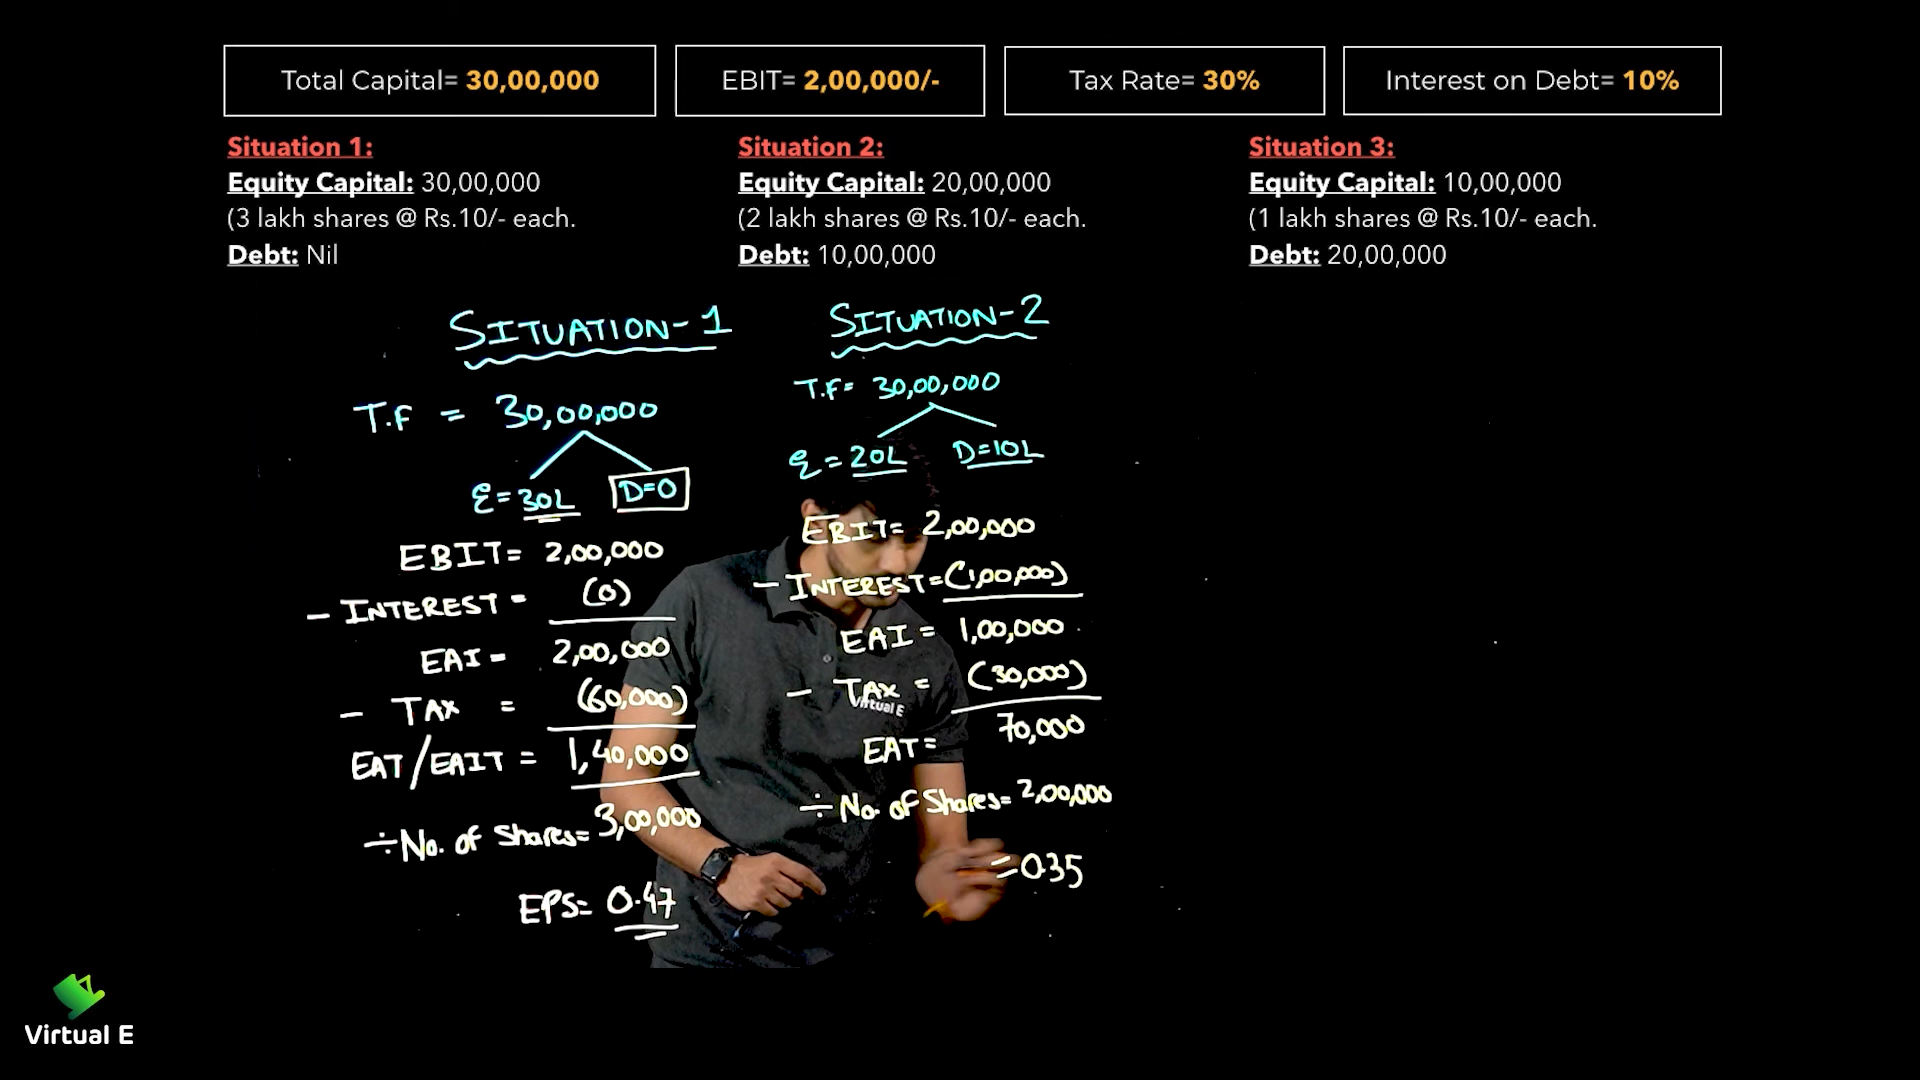 Total Capital= 30,00,000
EBIT= 2,00,000/-
Tax Rate= 30%
Interest on Debt= 10%
Situation 1:
Equity Capital: 30,00,000
(3 lakh shares @ Rs.10/- each.
Debt: Nil
Situation 2:
Equity Capital: 20,00,000
(2 lakh shares @ Rs.10/- each.
Debt: 10,00,000
Situation 3:
Equity Capital: 10,00,000
(1 lakh shares @ Rs.10/- each.
Debt: 20,00,000
SITUATION-1
T.F = 30,00,000
E=30L D=0
EBIT= 2,00,000
- INTEREST = (0)
EAI = 2,00,000
- TAX = (60,000)
EAT/EAIT = 1,40,000
÷ No. of Shares= 3,00,000
EPS= 0.47
SITUATION-2
T.F= 30,00,000
E=20L D=10L
EBIT= 2,00,000
- INTEREST=(1,00,000)
EAI = 1,00,000
- TAX = (30,000)
Virtual E
EAT= 70,000
÷ No. of Shares= 2,00,000
=0.35
Virtual E